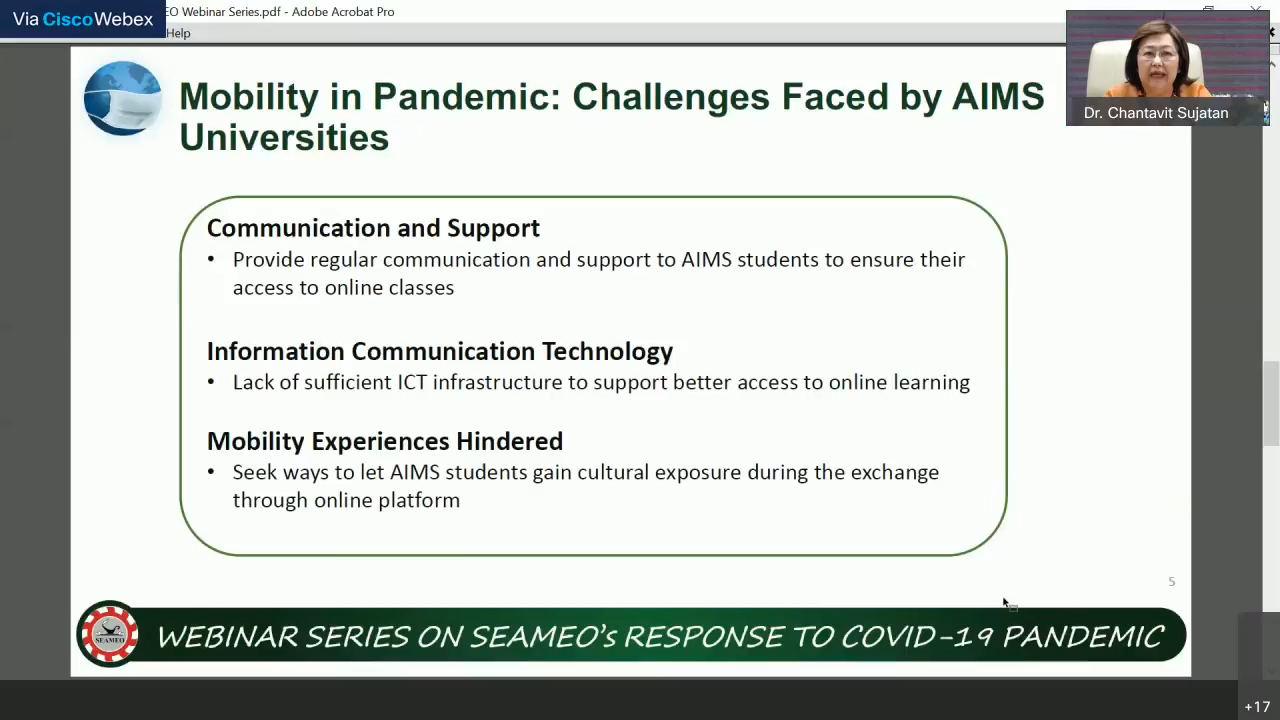 Via CiscoWebex
EO Webinar Series.pdf - Adobe Acrobat Pro
Help
Dr. Chantavit Sujatan
Mobility in Pandemic: Challenges Faced by AIMS
Universities
Communication and Support
• Provide regular communication and support to AIMS students to ensure their
access to online classes
Information Communication Technology
• Lack of sufficient ICT infrastructure to support better access to online learning
Mobility Experiences Hindered
• Seek ways to let AIMS students gain cultural exposure during the exchange
through online platform
5
SEAMEO
WEBINAR SERIES ON SEAMEO's RESPONSE TO COVID-19 PANDEMIC
+17